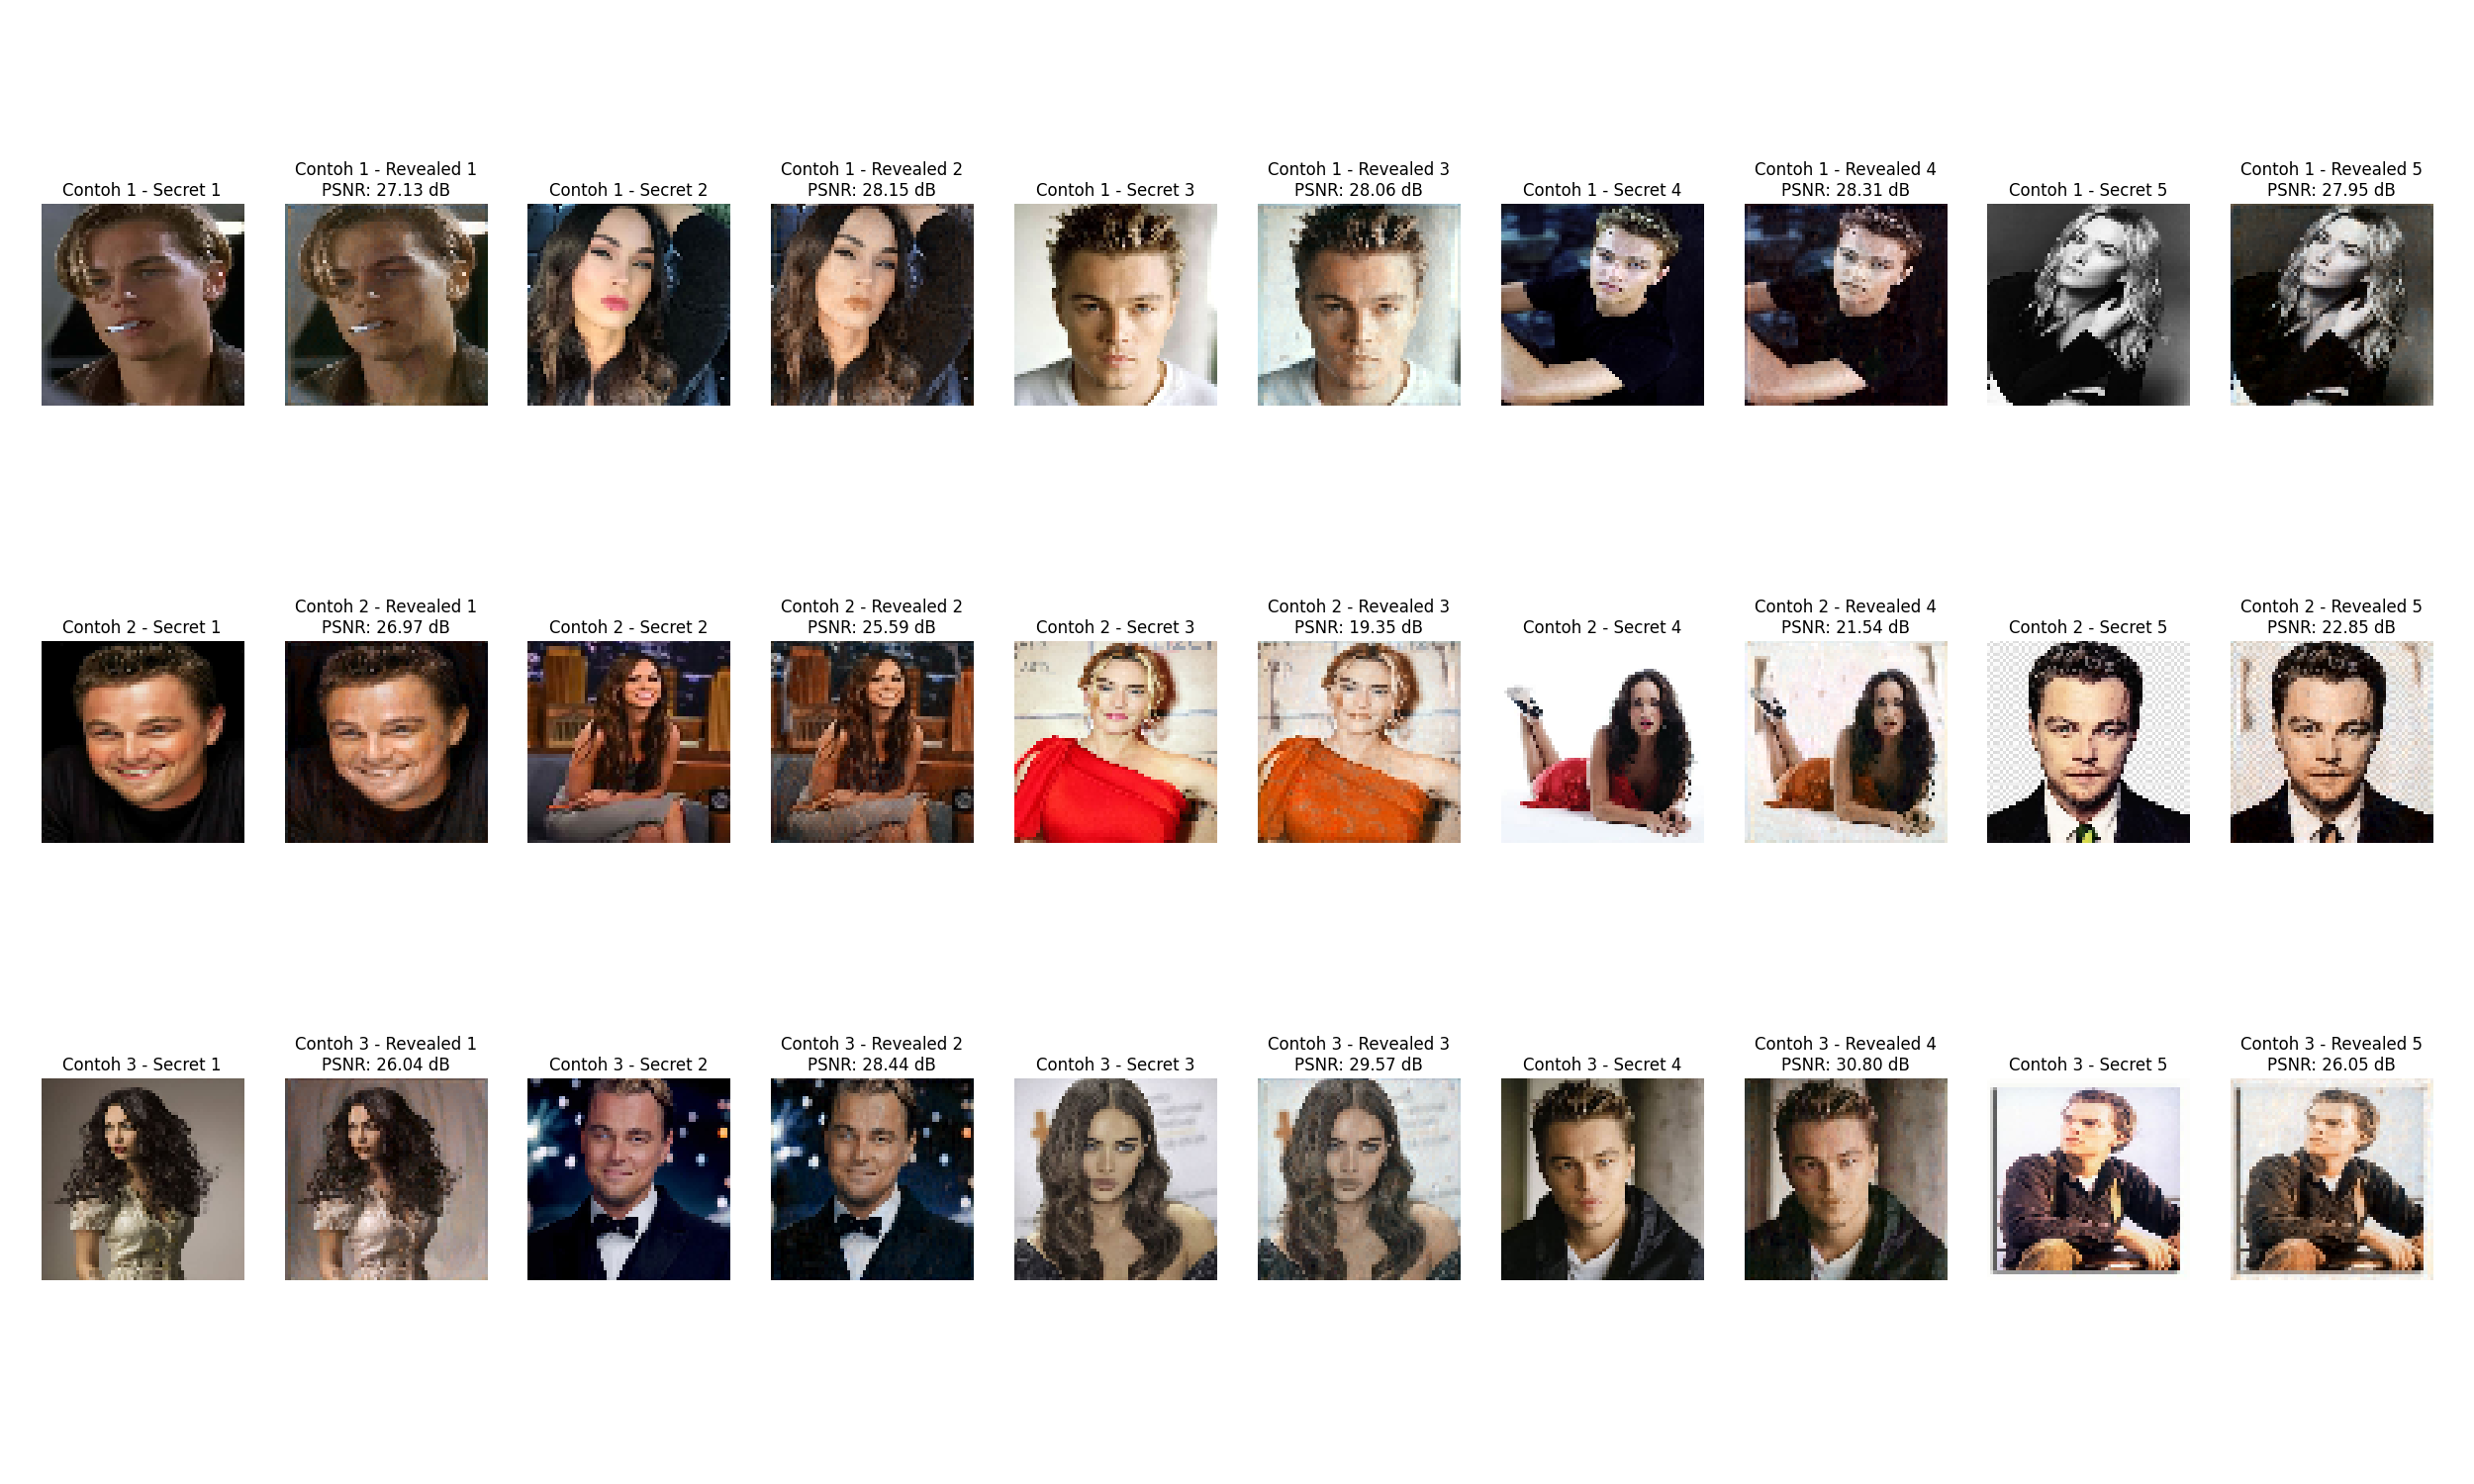 Contoh 1 - Secret 1
Contoh 1 - Revealed 1
PSNR: 27.13 dB
Contoh 1 - Secret 2
Contoh 1 - Revealed 2
PSNR: 28.15 dB
Contoh 1 - Secret 3
Contoh 1 - Revealed 3
PSNR: 28.06 dB
Contoh 1 - Secret 4
Contoh 1 - Revealed 4
PSNR: 28.31 dB
Contoh 1 - Secret 5
Contoh 1 - Revealed 5
PSNR: 27.95 dB
Contoh 2 - Secret 1
Contoh 2 - Revealed 1
PSNR: 26.97 dB
Contoh 2 - Secret 2
Contoh 2 - Revealed 2
PSNR: 25.59 dB
Contoh 2 - Secret 3
Contoh 2 - Revealed 3
PSNR: 19.35 dB
Contoh 2 - Secret 4
Contoh 2 - Revealed 4
PSNR: 21.54 dB
Contoh 2 - Secret 5
Contoh 2 - Revealed 5
PSNR: 22.85 dB
Contoh 3 - Secret 1
Contoh 3 - Revealed 1
PSNR: 26.04 dB
Contoh 3 - Secret 2
Contoh 3 - Revealed 2
PSNR: 28.44 dB
Contoh 3 - Secret 3
Contoh 3 - Revealed 3
PSNR: 29.57 dB
Contoh 3 - Secret 4
Contoh 3 - Revealed 4
PSNR: 30.80 dB
Contoh 3 - Secret 5
Contoh 3 - Revealed 5
PSNR: 26.05 dB